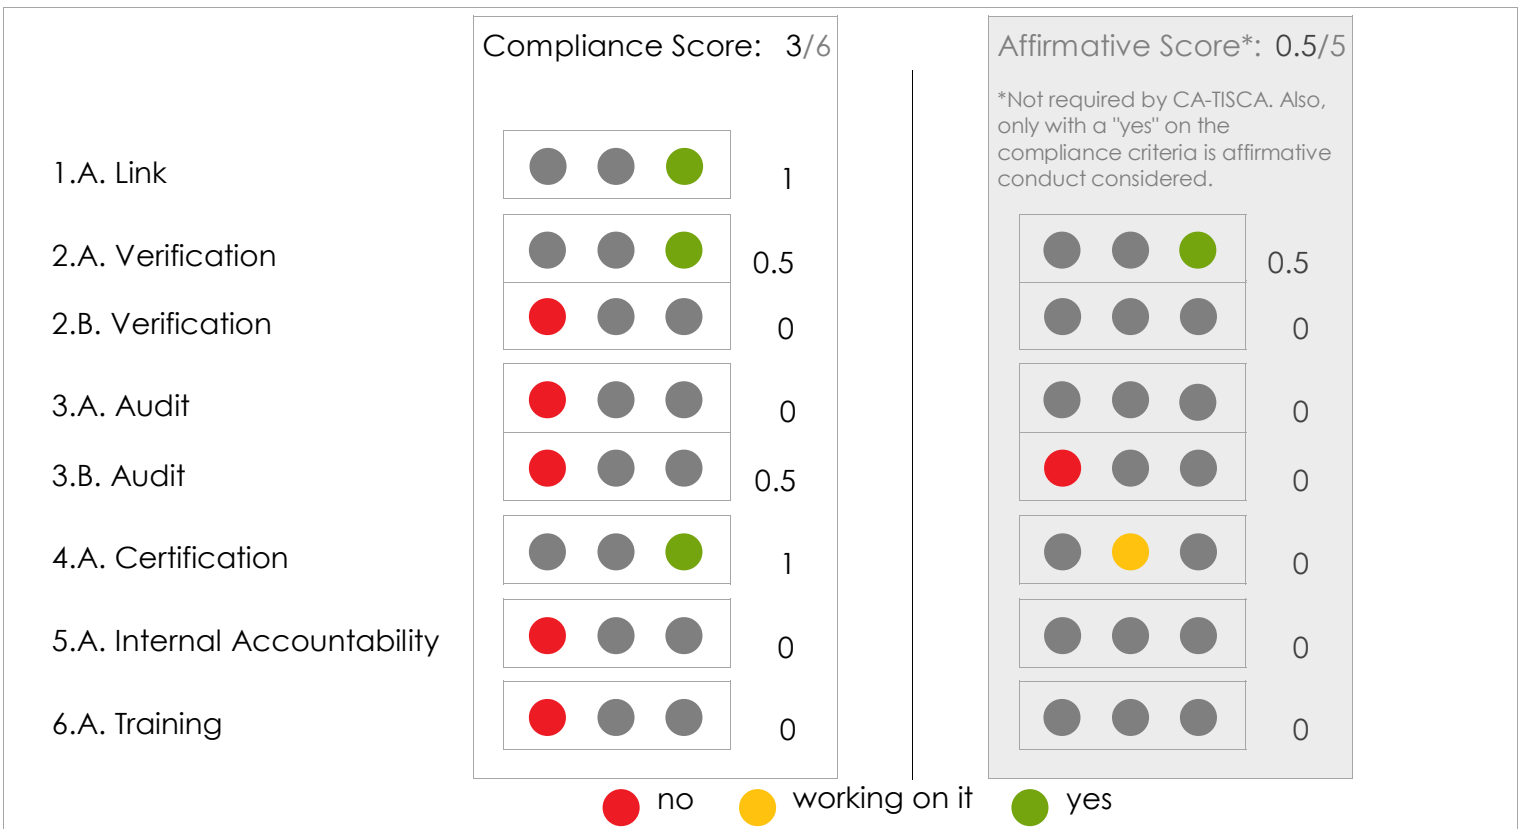 Compliance Score: 3/6
Affirmative Score*: 0.5/5
*Not required by CA-TISCA. Also,
only with a "yes" on the
compliance criteria is affirmative
conduct considered.
1.A. Link 1
2.A. Verification 0.5 0.5
2.B. Verification 0 0
3.A. Audit 0 0
3.B. Audit 0.5 0
4.A. Certification 1 0
5.A. Internal Accountability 0 0
6.A. Training 0 0
no working on it yes